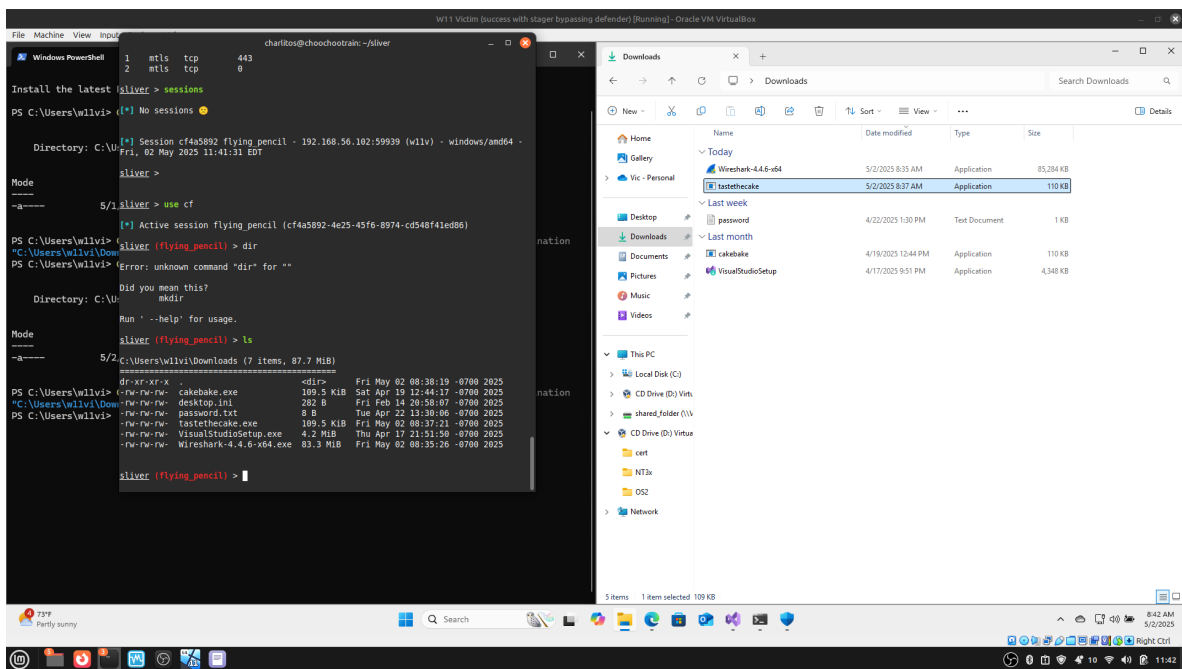 W11 Victim (success with stager bypassing defender) [Running] - Oracle VM VirtualBox
File Machine View Input
charlitos@choochootrain: ~/sliver
Windows PowerShell
Install the latest
PS C:\Users\w11vi>
Directory: C:\U
Mode
----
-a---- 5/1
PS C:\Users\w11vi>
"C:\Users\w11vi\Dow
nation
PS C:\Users\w11vi>
Directory: C:\U
Mode
----
-a---- 5/2
PS C:\Users\w11vi>
"C:\Users\w11vi\Dow
nation
PS C:\Users\w11vi>
1 mtls tcp 443
2 mtls tcp 0
sliver > sessions
[*] No sessions 🙁
[*] Session cf4a5892 flying_pencil - 192.168.56.102:59939 (w11v) - windows/amd64 -
Fri, 02 May 2025 11:41:31 EDT
sliver >
sliver > use cf
[*] Active session flying_pencil (cf4a5892-4e25-45f6-8974-cd548f41ed86)
sliver (flying_pencil) > dir
Error: unknown command "dir" for ""
Did you mean this?
mkdir
Run ' --help' for usage.
sliver (flying_pencil) > ls
C:\Users\w11vi\Downloads (7 items, 87.7 MiB)
============================================
dr-xr-xr-x . <dir> Fri May 02 08:38:19 -0700 2025
-rw-rw-rw- cakebake.exe 109.5 KiB Sat Apr 19 12:44:17 -0700 2025
-rw-rw-rw- desktop.ini 282 B Fri Feb 14 20:58:07 -0700 2025
-rw-rw-rw- password.txt 8 B Tue Apr 22 13:30:06 -0700 2025
-rw-rw-rw- tastethecake.exe 109.5 KiB Fri May 02 08:37:21 -0700 2025
-rw-rw-rw- VisualStudioSetup.exe 4.2 MiB Thu Apr 17 21:51:50 -0700 2025
-rw-rw-rw- Wireshark-4.4.6-x64.exe 83.3 MiB Fri May 02 08:35:26 -0700 2025
sliver (flying_pencil) >
Downloads
Downloads
Search Downloads
New
Sort
View
Details
Home
Gallery
Vic - Personal
Desktop
Downloads
Documents
Pictures
Music
Videos
This PC
Local Disk (C:)
CD Drive (D:) Virtu
shared_folder (\\V
CD Drive (D:) Virtua
cert
NT3x
OS2
Network
Name Date modified Type Size
Today
Wireshark-4.4.6-x64 5/2/2025 8:35 AM Application 85,284 KB
tastethecake 5/2/2025 8:37 AM Application 110 KB
Last week
password 4/22/2025 1:30 PM Text Document 1 KB
Last month
cakebake 4/19/2025 12:44 PM Application 110 KB
VisualStudioSetup 4/17/2025 9:51 PM Application 4,348 KB
5 items 1 item selected 109 KB
4
73°F
Partly sunny
Search
8:42 AM
5/2/2025
Right Ctrl
10
11:42